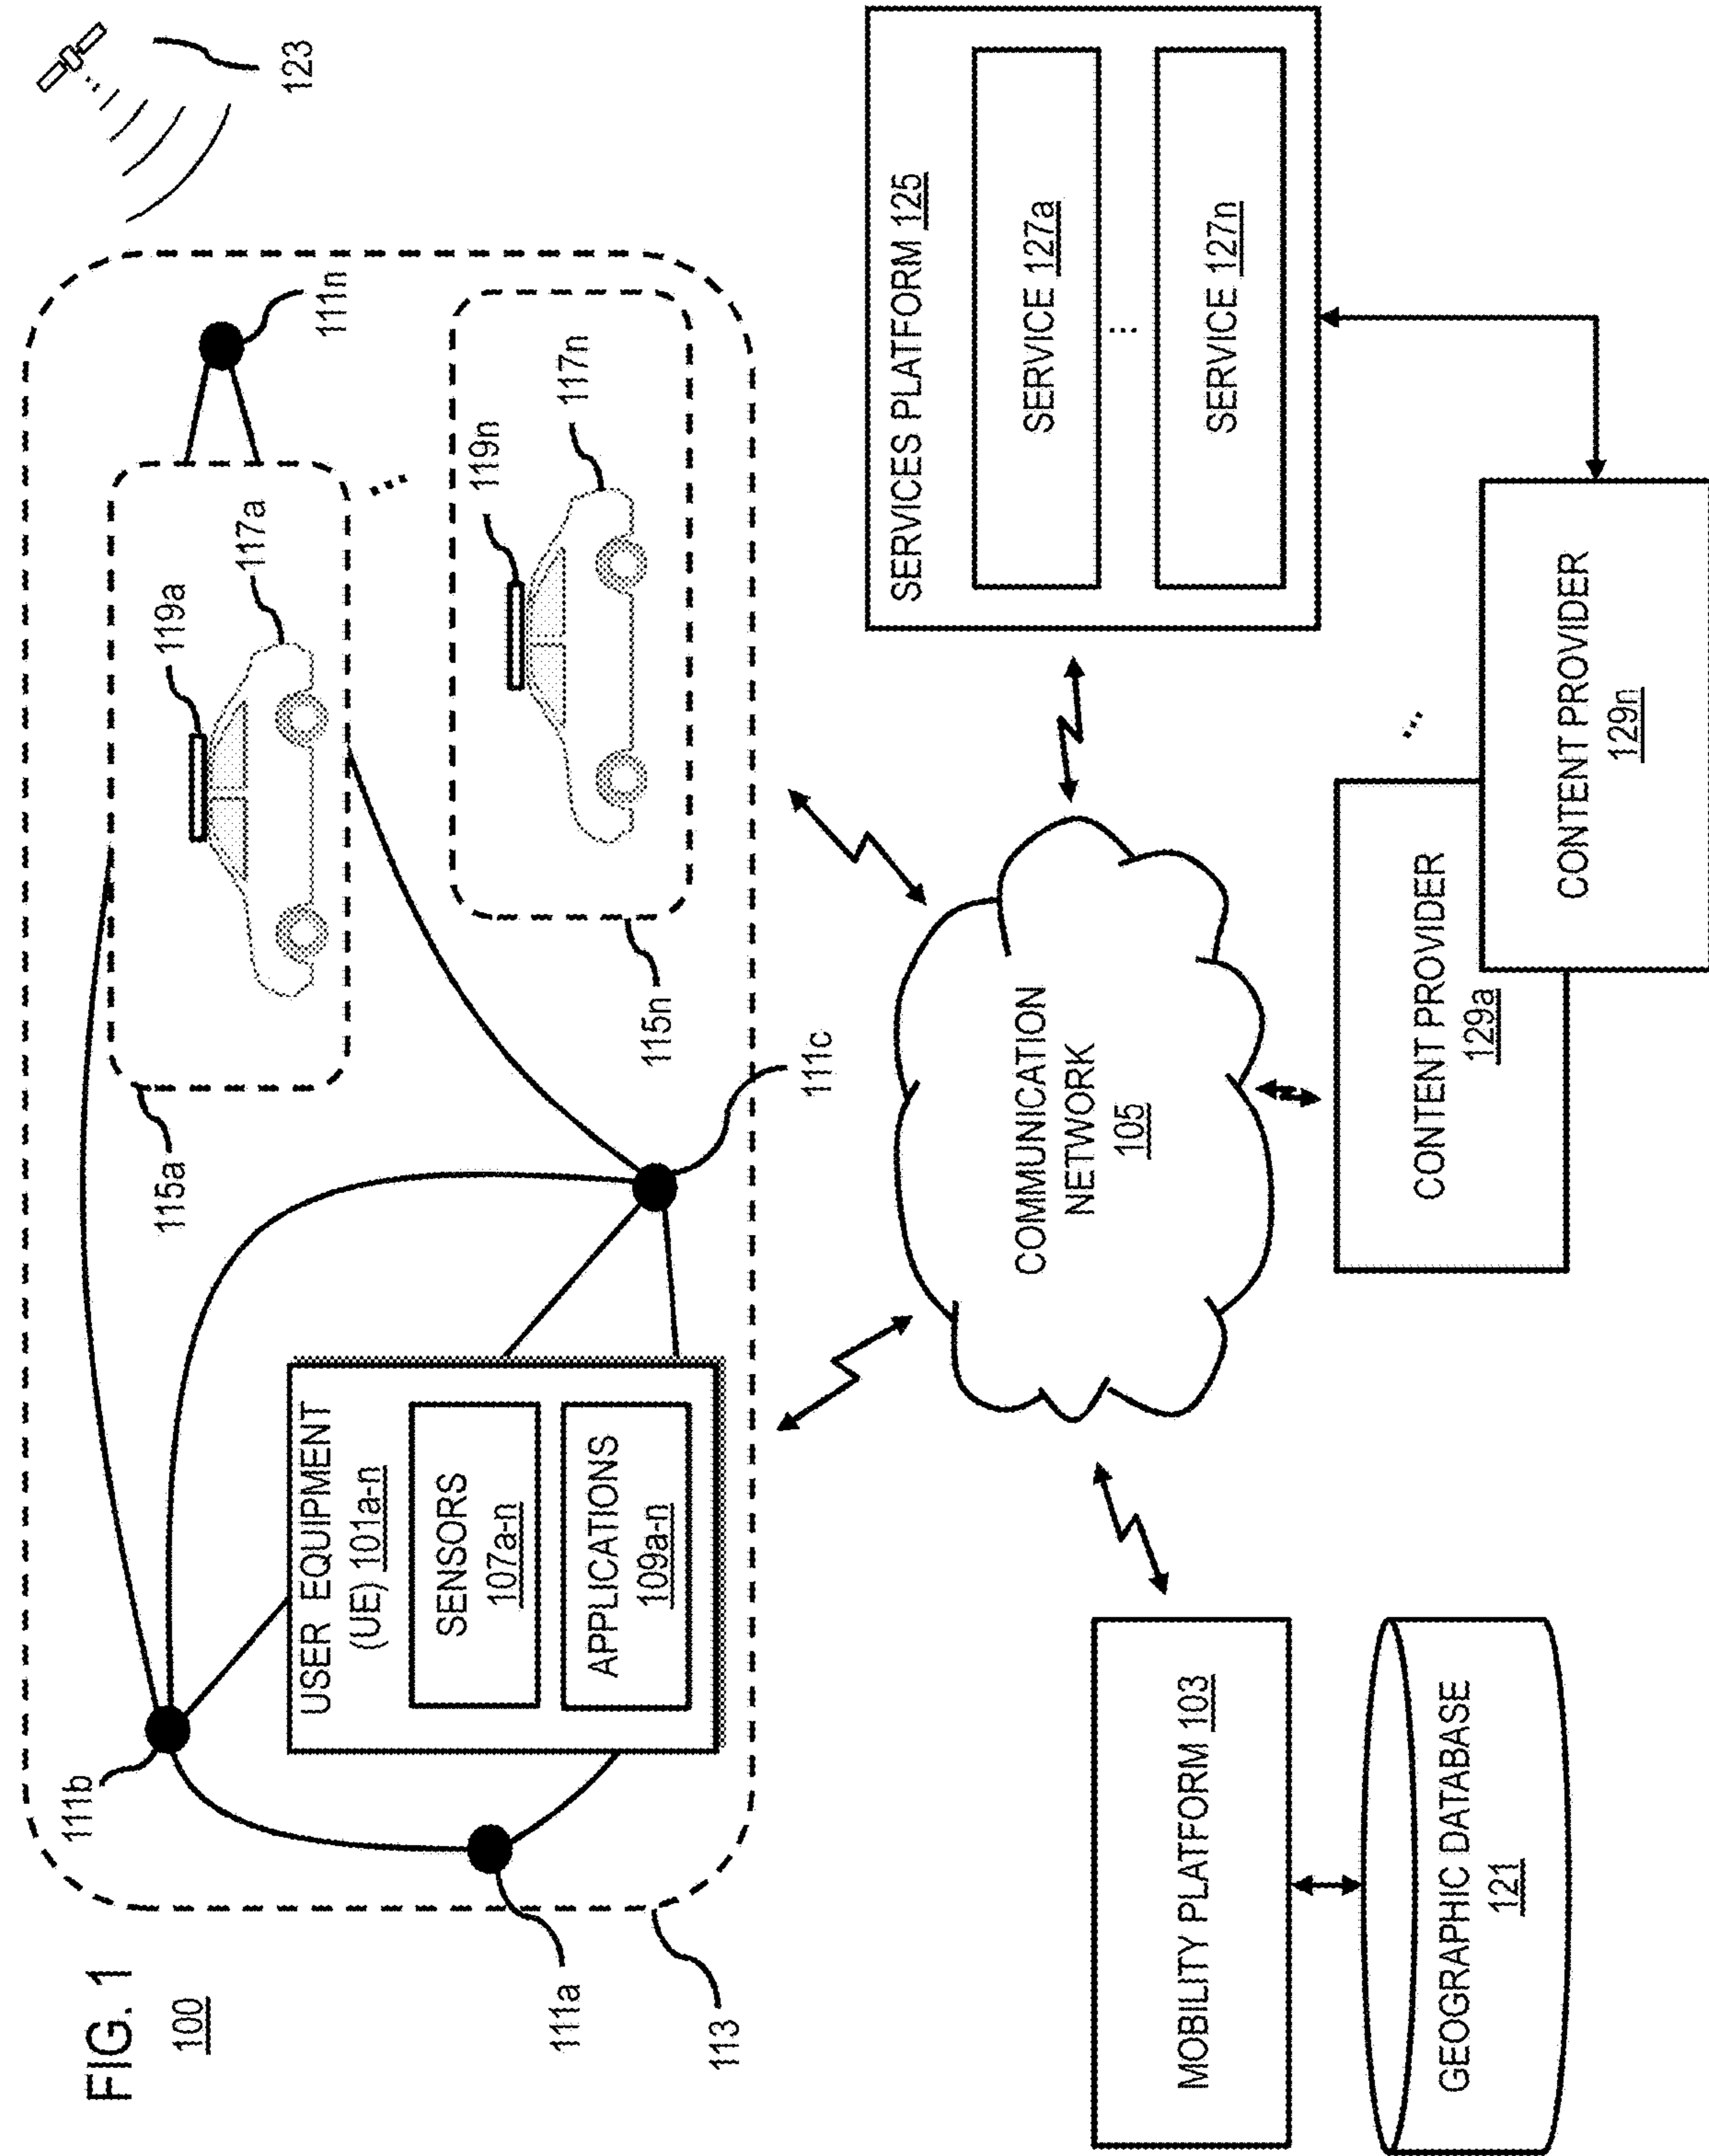 FIG. 1
100
123
111b
111a
113
USER EQUIPMENT
(UE) 101a-n
SENSORS
107a-n
APPLICATIONS
109a-n
115a
119a
117a
111n
...
119n
117n
115n
111c
COMMUNICATION
NETWORK
105
SERVICES PLATFORM 125
SERVICE 127a
...
SERVICE 127n
MOBILITY PLATFORM 103
GEOGRAPHIC DATABASE
121
CONTENT PROVIDER
129a
...
CONTENT PROVIDER
129n